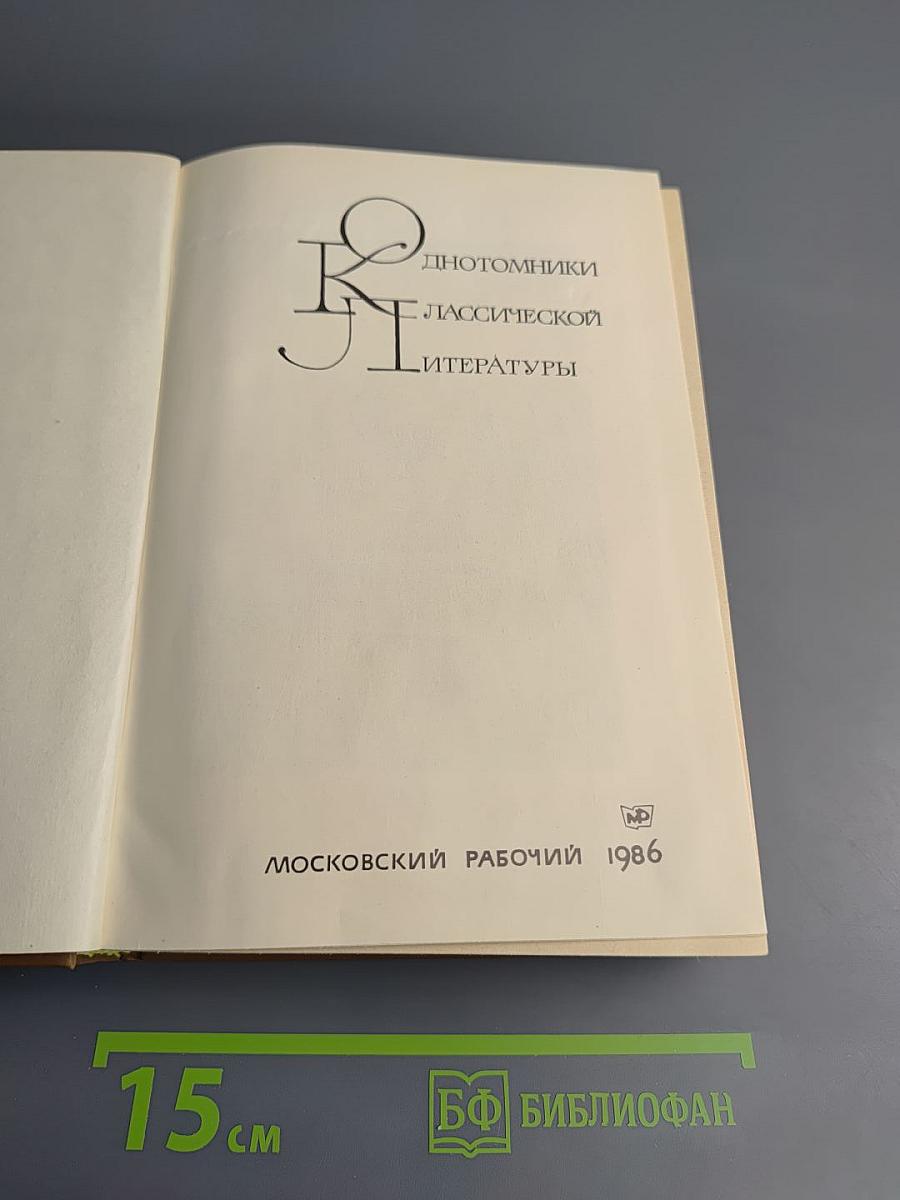 ОДНОТОМНИКИ
КЛАССИЧЕСКОЙ
ЛИТЕРАТУРЫ
МР
МОСКОВСКИЙ РАБОЧИЙ 1986
15 см
БФ БИБЛИОФАН